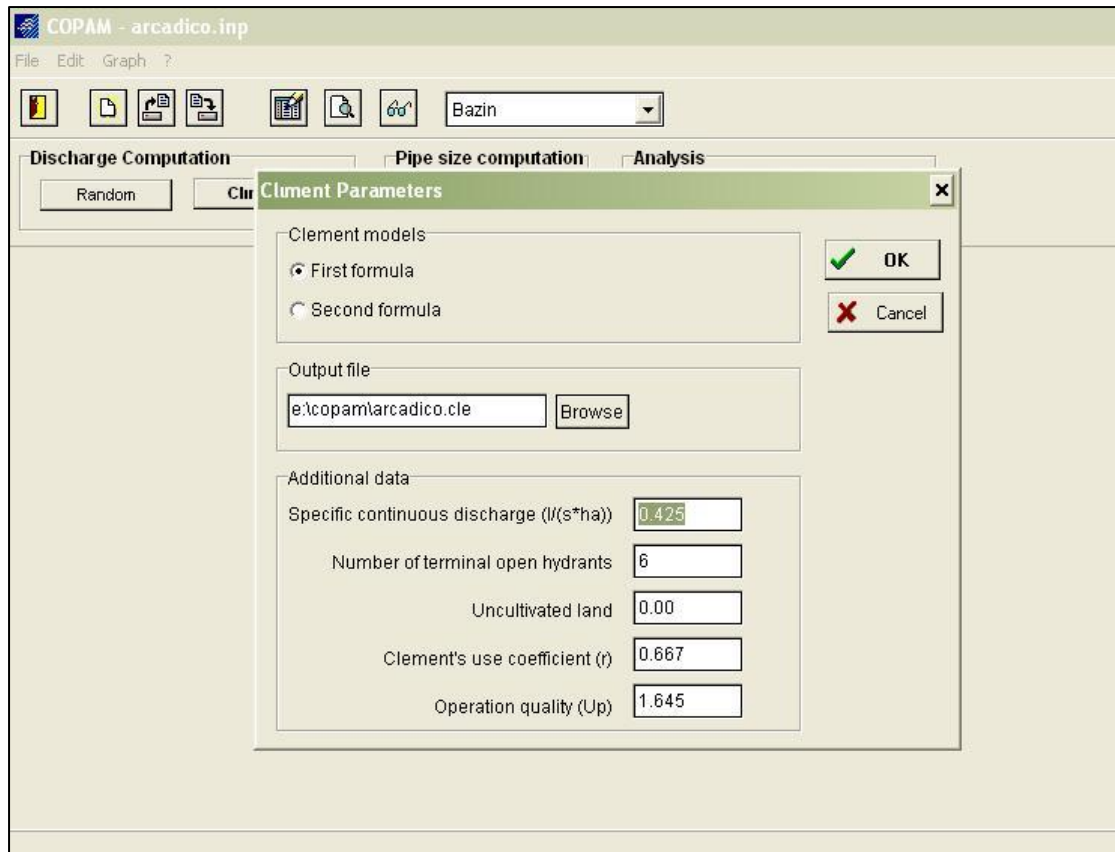 COPAM - arcadico.inp
File Edit Graph ?
Bazin
Discharge Computation Pipe size computation Analysis
Random Clm
Clment Parameters
Clement models
First formula
Second formula
OK
Cancel
Output file
e:\copam\arcadico.cle Browse
Additional data
Specific continuous discharge (l/(s*ha)) 0.425
Number of terminal open hydrants 6
Uncultivated land 0.00
Clement's use coefficient (r) 0.667
Operation quality (Up) 1.645